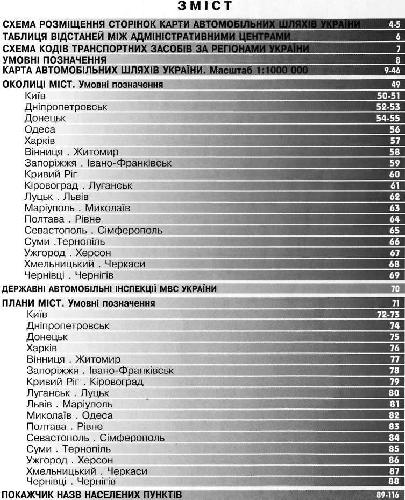 ЗМІСТ
СХЕМА РОЗМІЩЕННЯ СТОРІНОК КАРТИ АВТОМОБІЛЬНИХ ШЛЯХІВ УКРАЇНИ 4-5
ТАБЛИЦЯ ВІДСТАНЕЙ МІЖ АДМІНІСТРАТИВНИМИ ЦЕНТРАМИ 6
СХЕМА КОДІВ ТРАНСПОРТНИХ ЗАСОБІВ ЗА РЕГІОНАМИ УКРАЇНИ 7
УМОВНІ ПОЗНАЧЕННЯ 8
КАРТА АВТОМОБІЛЬНИХ ШЛЯХІВ УКРАЇНИ. Масштаб 1:1000 000 9-46
ОКОЛИЦІ МІСТ. Умовні позначення 49
Київ 50-51
Дніпропетровськ 52-53
Донецьк 54-55
Одеса 56
Харків 57
Вінниця . Житомир 58
Запоріжжя . Івано-Франківськ 59
Кривий Ріг 60
Кіровоград . Луганськ 61
Луцьк . Львів 62
Маріуполь . Миколаїв 63
Полтава . Рівне 64
Севастополь . Сімферополь 65
Суми .Тернопіль 66
Ужгород . Херсон 67
Хмельницький . Черкаси 68
Чернівці . Чернігів 69
ДЕРЖАВНІ АВТОМОБІЛЬНІ ІНСПЕКЦІЇ МВС УКРАЇНИ 70
ПЛАНИ МІСТ. Умовні позначення 71
Київ 72-73
Дніпропетровськ 74
Донецьк 75
Харків 76
Вінниця . Житомир 77
Запоріжжя . Івано-Франківськ 78
Кривий Ріг . Кіровоград 79
Луганськ . Луцьк 80
Львів . Маріуполь 81
Миколаїв . Одеса 82
Полтава . Рівне 83
Севастополь . Сімферополь 84
Суми . Тернопіль 85
Ужгород . Херсон 86
Хмельницький . Черкаси 87
Чернівці . Чернігів 88
ПОКАЖЧИК НАЗВ НАСЕЛЕНИХ ПУНКТІВ 89-116